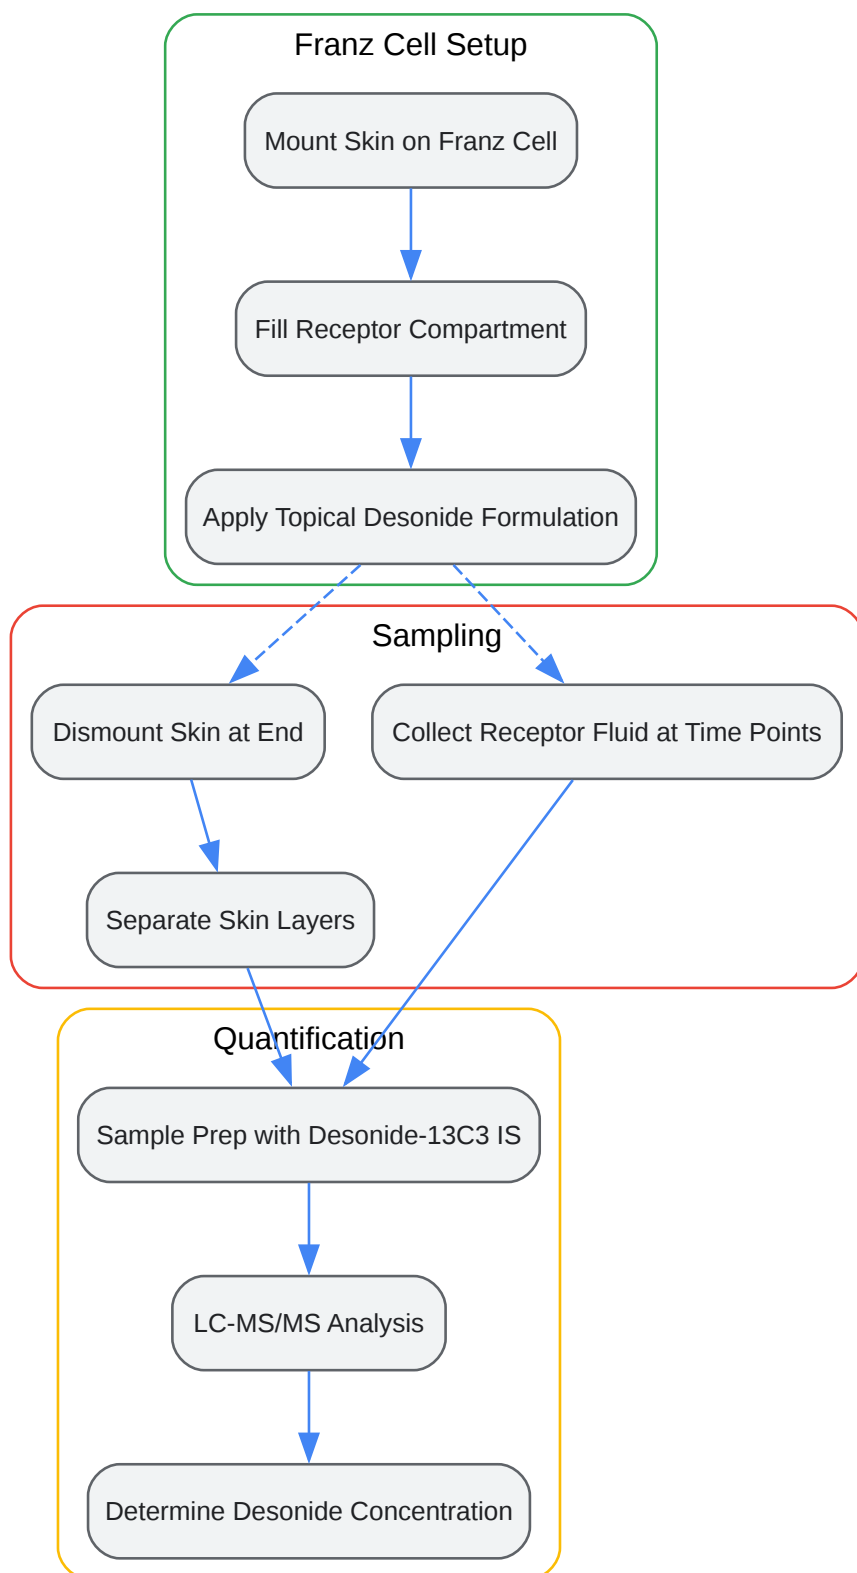 Franz Cell Setup
Mount Skin on Franz Cell
Fill Receptor Compartment
Apply Topical Desonide Formulation
Sampling
Dismount Skin at End
Collect Receptor Fluid at Time Points
Separate Skin Layers
Quantification
Sample Prep with Desonide-13C3 IS
LC-MS/MS Analysis
Determine Desonide Concentration